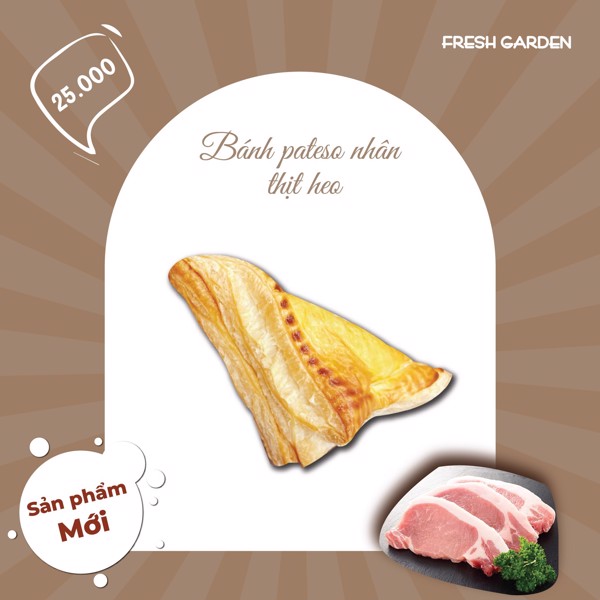 25.000
FRESH GARDEN
Bánh pateso nhân
thịt heo
Sản phẩm
Mới